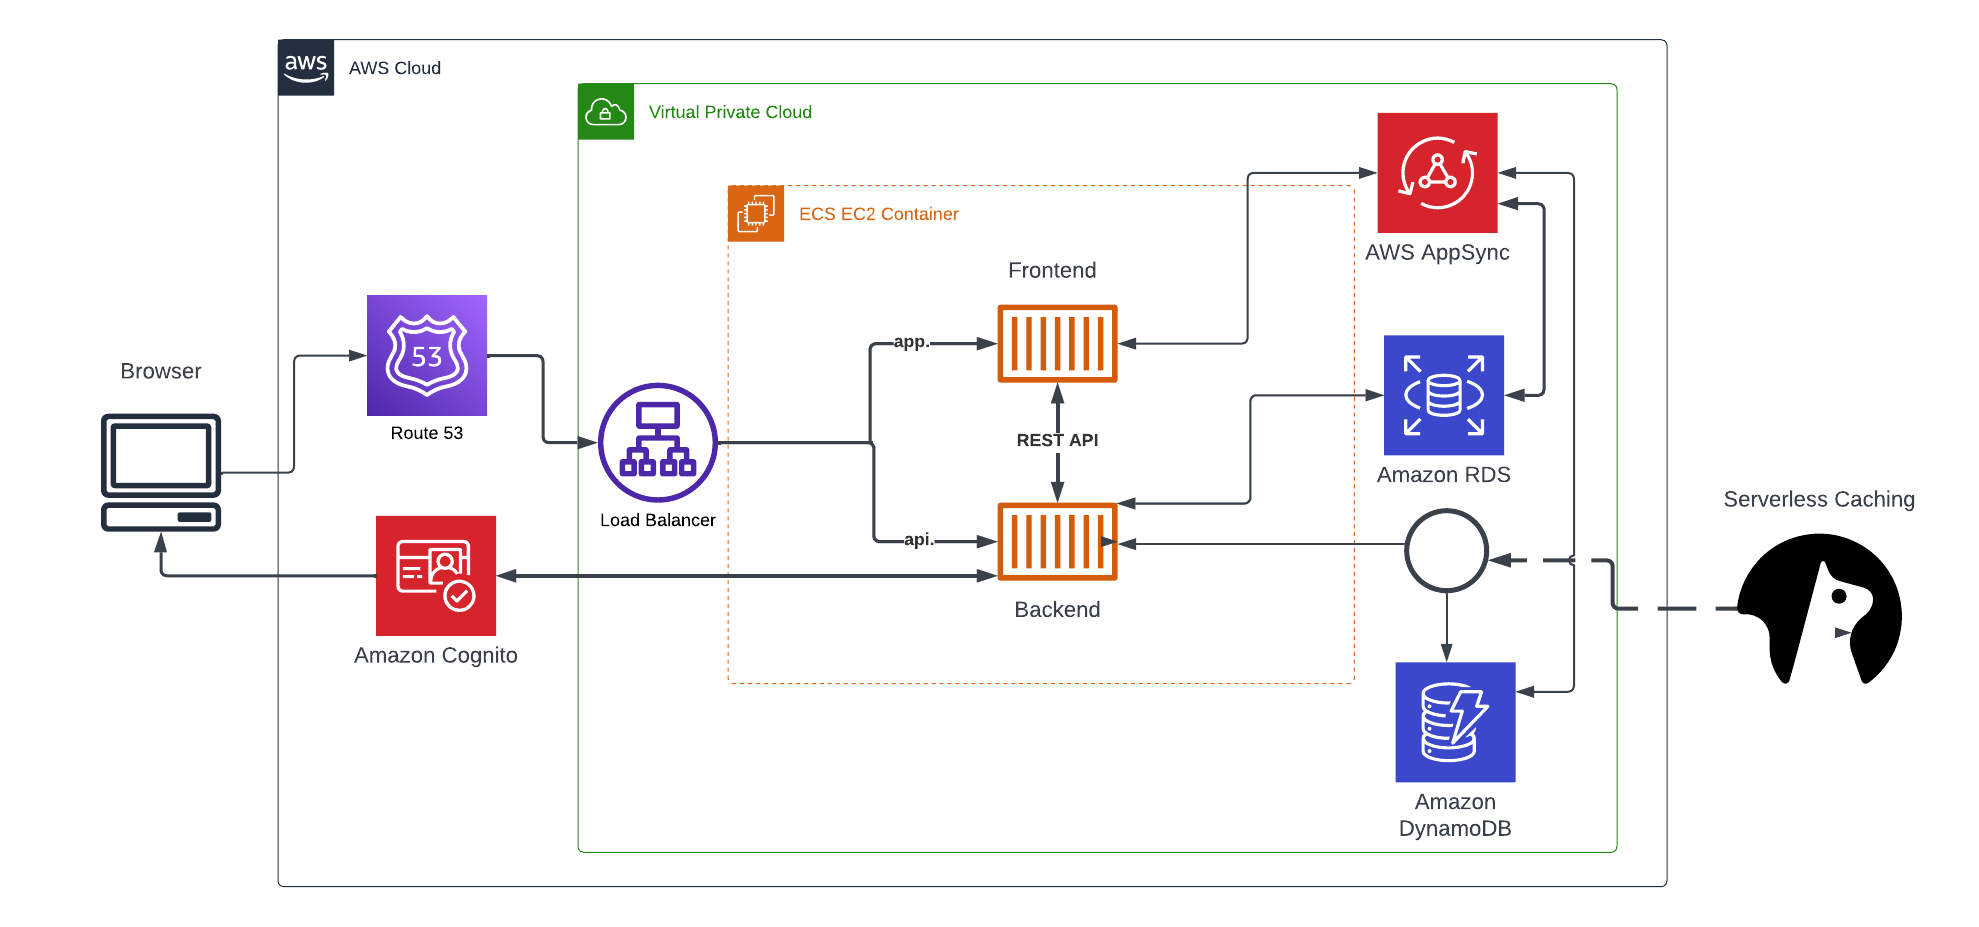 aws
AWS Cloud
Virtual Private Cloud
ECS EC2 Container
AWS AppSync
Frontend
app.
53
Route 53
Browser
REST API
Amazon RDS
Load Balancer
api.
Serverless Caching
Backend
Amazon Cognito
Amazon
DynamoDB